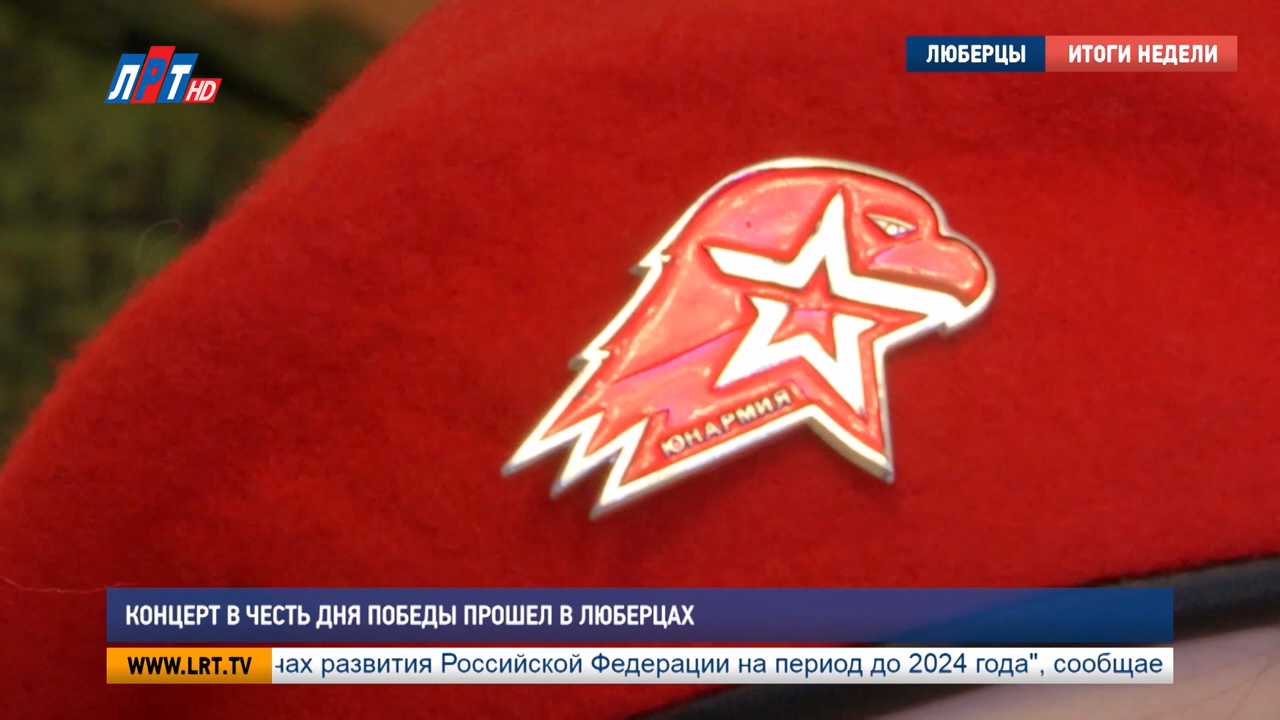 ЛРТ HD
ЛЮБЕРЦЫ ИТОГИ НЕДЕЛИ
ЮНАРМИЯ
КОНЦЕРТ В ЧЕСТЬ ДНЯ ПОБЕДЫ ПРОШЕЛ В ЛЮБЕРЦАХ
WWW.LRT.TV развития Российской Федерации на период до 2024 года", сообщае